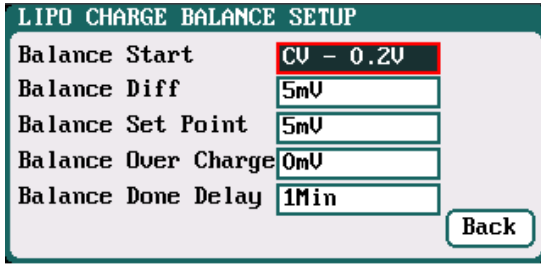 LIPO CHARGE BALANCE SETUP
Balance Start CV - 0.2V
Balance Diff 5mV
Balance Set Point 5mV
Balance Over Charge 0mV
Balance Done Delay 1Min
Back